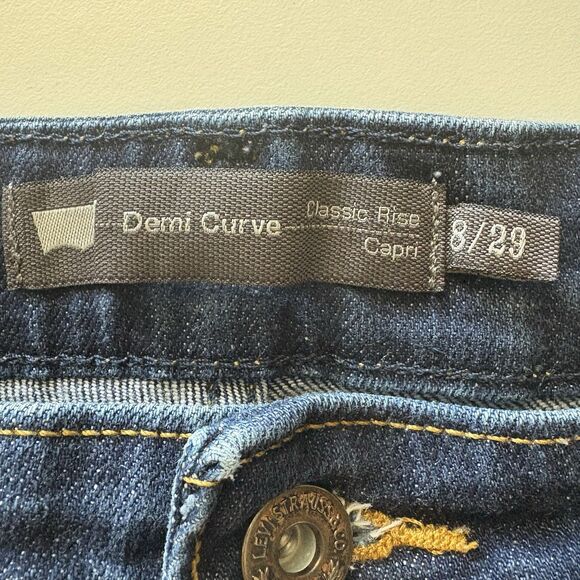 Demi Curve
Classic Rise
Capri
8/29
LEVI STRAUSS & CO.